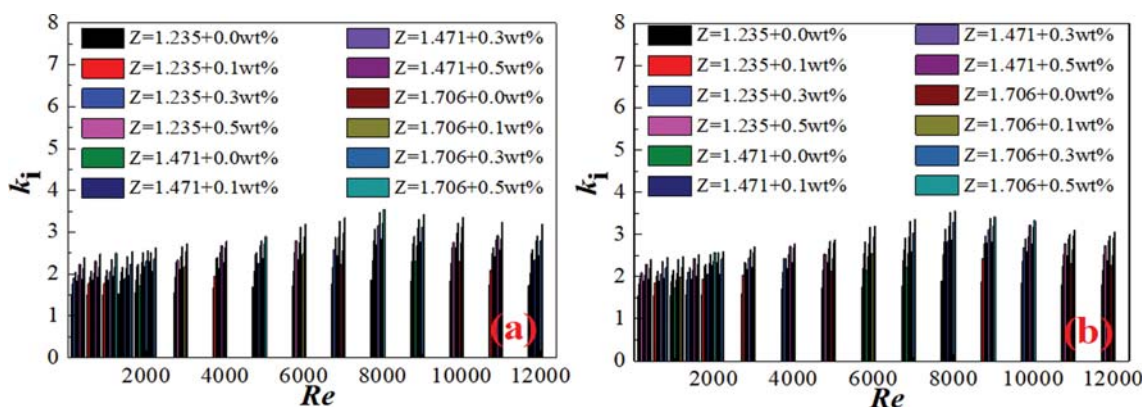 8
7
6
5
4
3
2
1
0
k_i
Z=1.235+0.0wt%
Z=1.235+0.1wt%
Z=1.235+0.3wt%
Z=1.235+0.5wt%
Z=1.471+0.0wt%
Z=1.471+0.1wt%
Z=1.471+0.3wt%
Z=1.471+0.5wt%
Z=1.706+0.0wt%
Z=1.706+0.1wt%
Z=1.706+0.3wt%
Z=1.706+0.5wt%
(a)
2000 4000 6000 8000 10000 12000
Re
8
7
6
5
4
3
2
1
0
k_i
Z=1.235+0.0wt%
Z=1.235+0.1wt%
Z=1.235+0.3wt%
Z=1.235+0.5wt%
Z=1.471+0.0wt%
Z=1.471+0.1wt%
Z=1.471+0.3wt%
Z=1.471+0.5wt%
Z=1.706+0.0wt%
Z=1.706+0.1wt%
Z=1.706+0.3wt%
Z=1.706+0.5wt%
(b)
2000 4000 6000 8000 10000 12000
Re